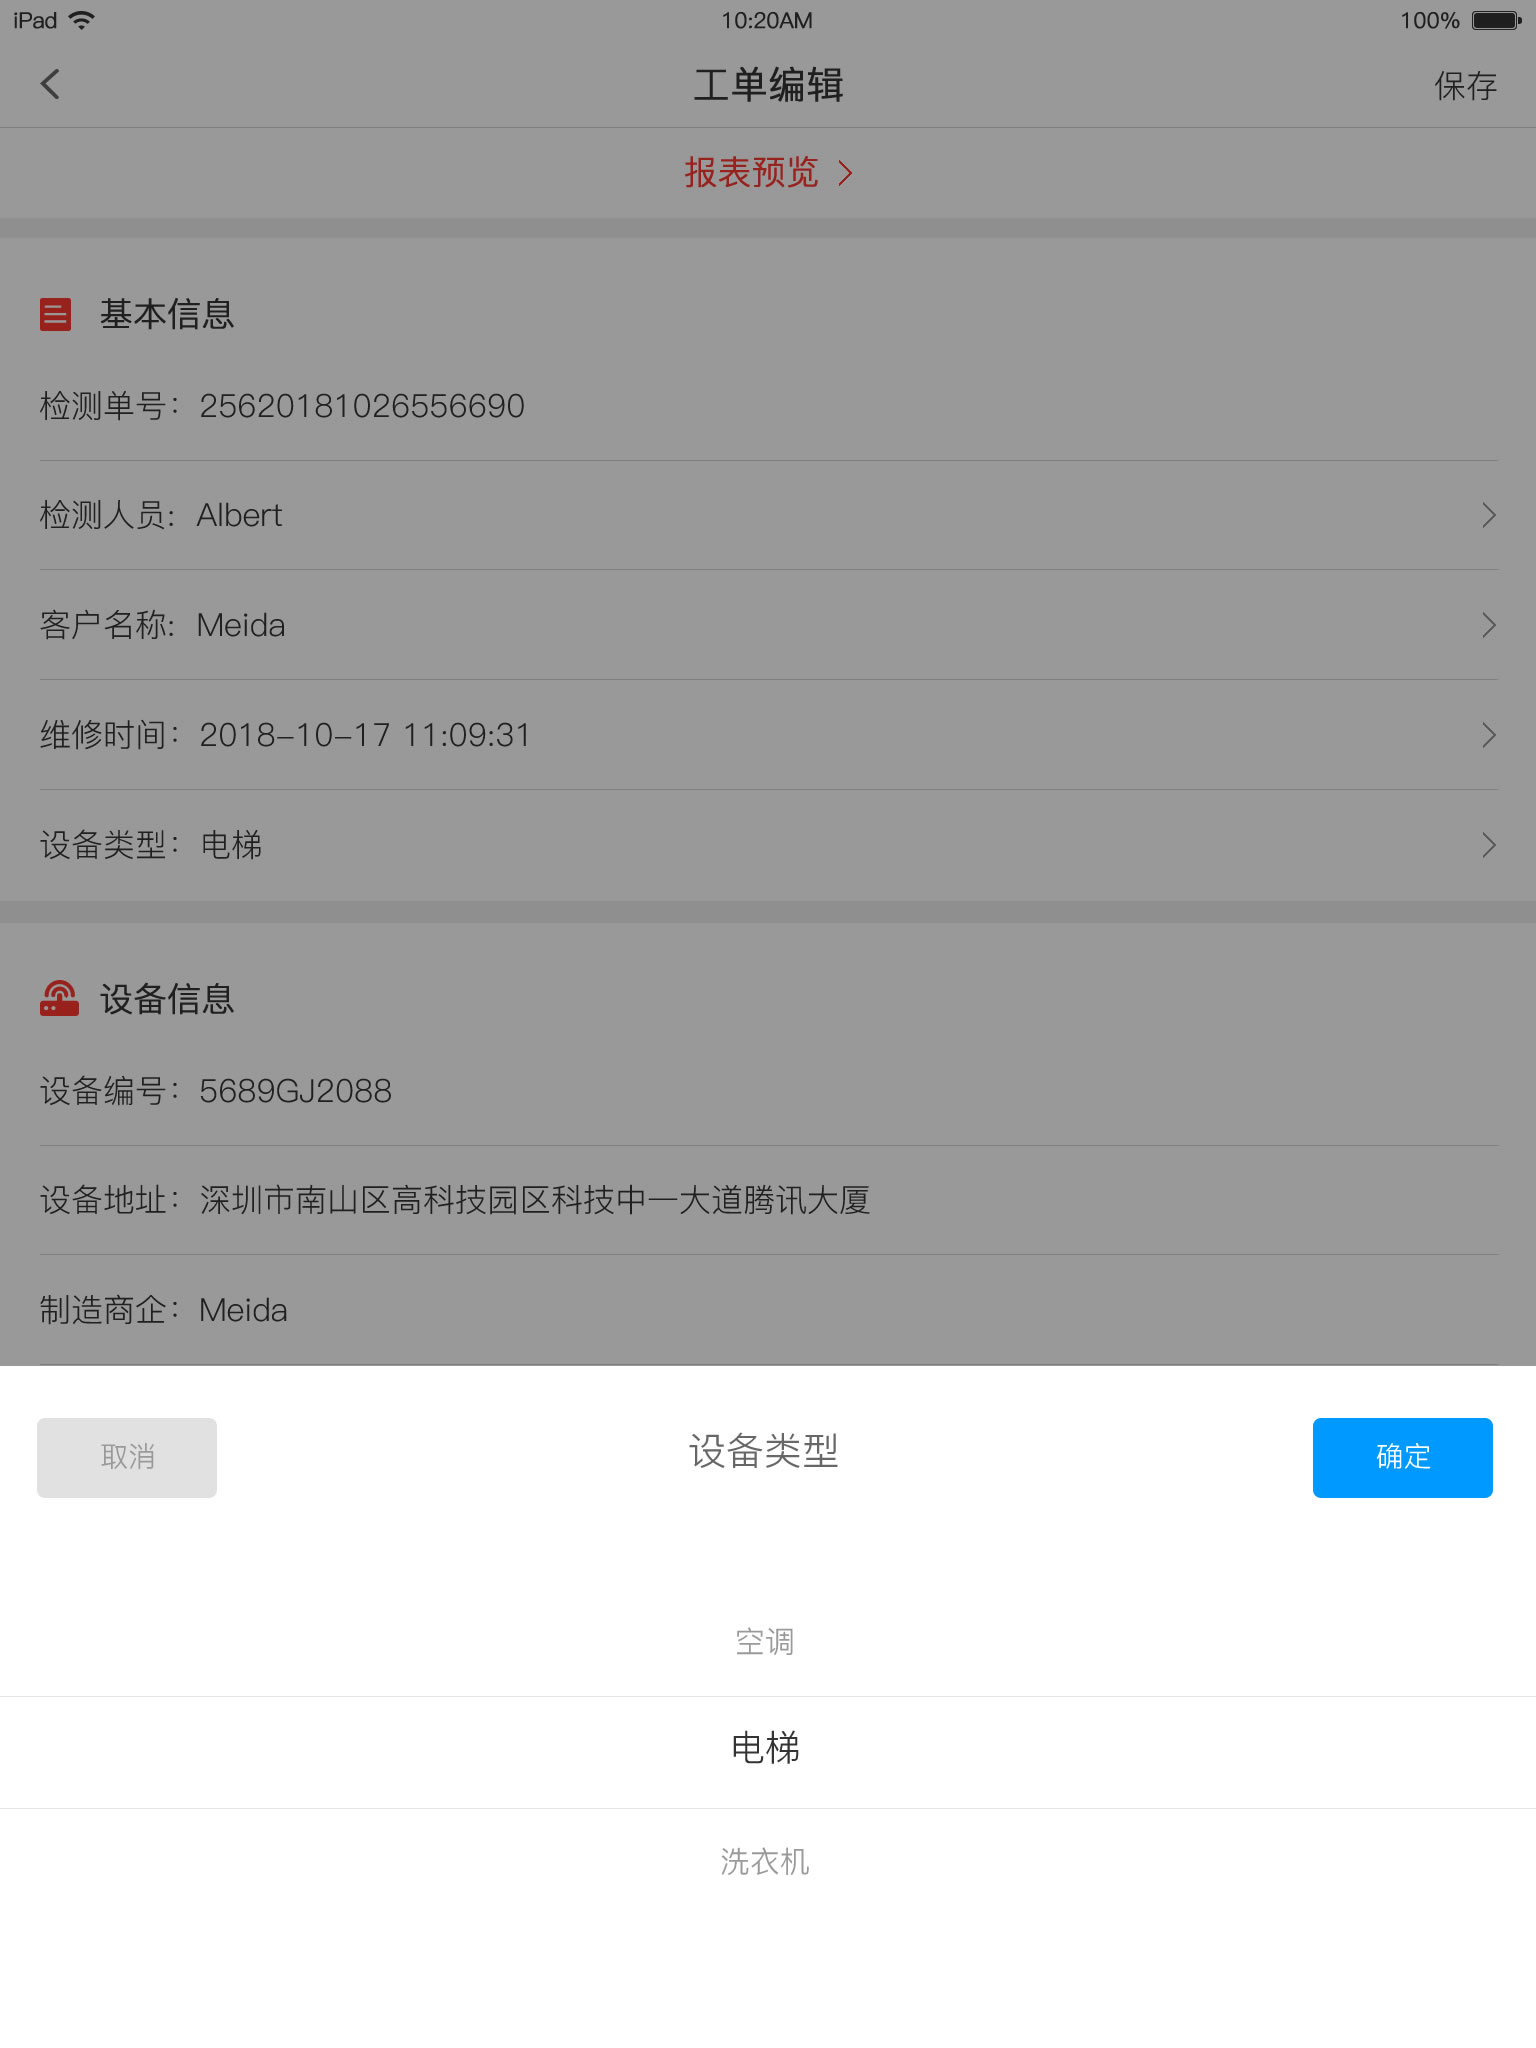 iPad 10:20AM 100%
工单编辑 保存
报表预览
基本信息
检测单号：25620181026556690
检测人员: Albert
客户名称: Meida
维修时间：2018-10-17 11:09:31
设备类型：电梯
设备信息
设备编号：5689GJ2088
设备地址：深圳市南山区高科技园区科技中一大道腾讯大厦
制造商企：Meida
取消 设备类型 确定
空调
电梯
洗衣机